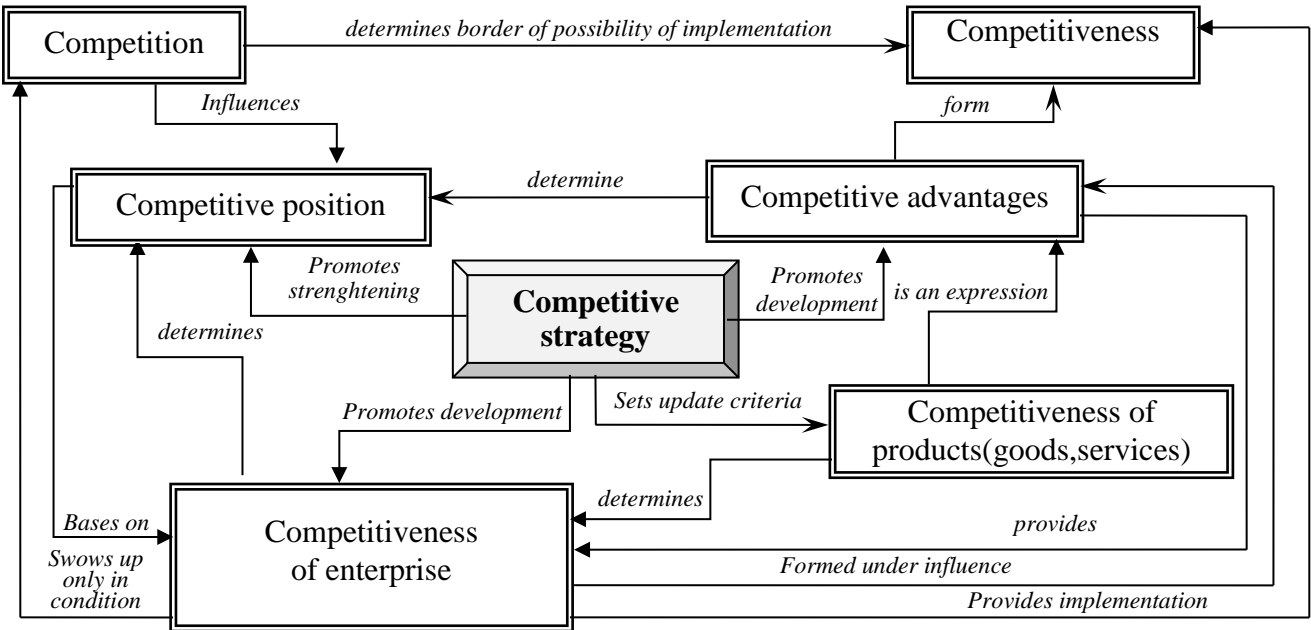 Competition
determines border of possibility of implementation
Competitiveness
Influences
form
Competitive position
determine
Competitive advantages
Promotes
strenghtening
Competitive
strategy
Promotes
development
is an expression
determines
Promotes development
Sets update criteria
Competitiveness of
products(goods,services)
determines
Bases on
Competitiveness
of enterprise
provides
Swows up
only in
condition
Formed under influence
Provides implementation